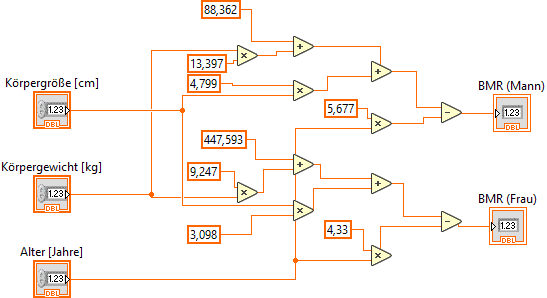 88,362
13,397
Körpergröße [cm]
4,799
BMR (Mann)
1.23
DBL
5,677
1.23
DBL
447,593
Körpergewicht [kg]
9,247
1.23
DBL
BMR (Frau)
3,098
4,33
1.23
DBL
Alter [Jahre]
1.23
DBL